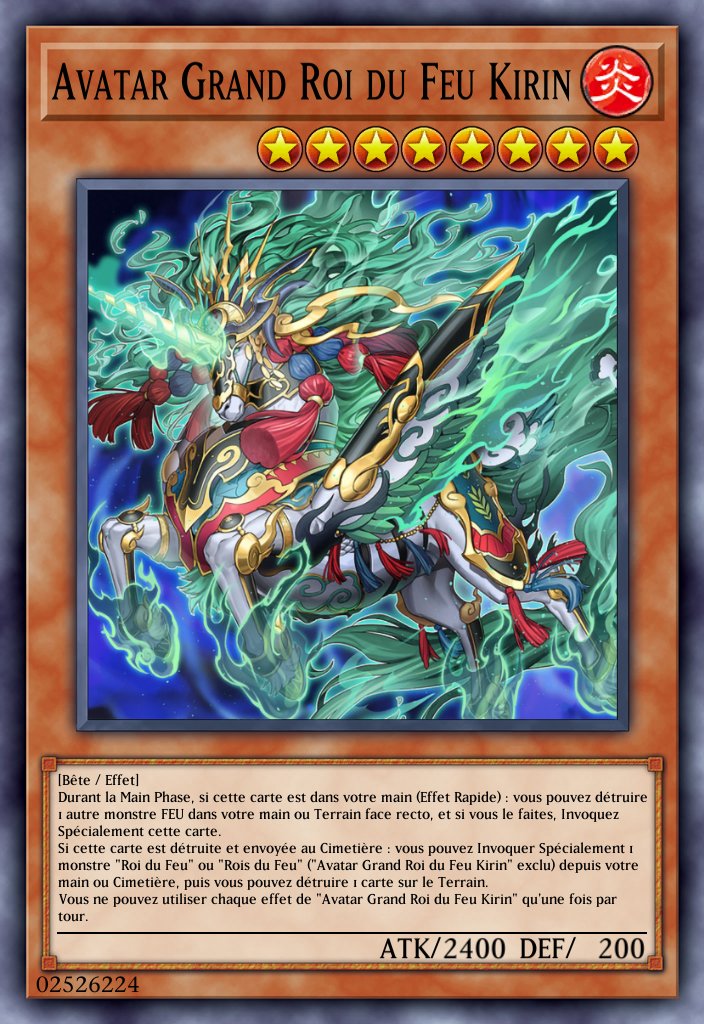 Avatar Grand Roi du Feu Kirin
炎
[Bête / Effet]
Durant la Main Phase, si cette carte est dans votre main (Effet Rapide) : vous pouvez détruire
1 autre monstre FEU dans votre main ou Terrain face recto, et si vous le faites, Invoquez
Spécialement cette carte.
Si cette carte est détruite et envoyée au Cimetière : vous pouvez Invoquer Spécialement 1
monstre "Roi du Feu" ou "Rois du Feu" ("Avatar Grand Roi du Feu Kirin" exclu) depuis votre
main ou Cimetière, puis vous pouvez détruire 1 carte sur le Terrain.
Vous ne pouvez utiliser chaque effet de "Avatar Grand Roi du Feu Kirin" qu'une fois par
tour.
ATK/2400 DEF/ 200
02526224